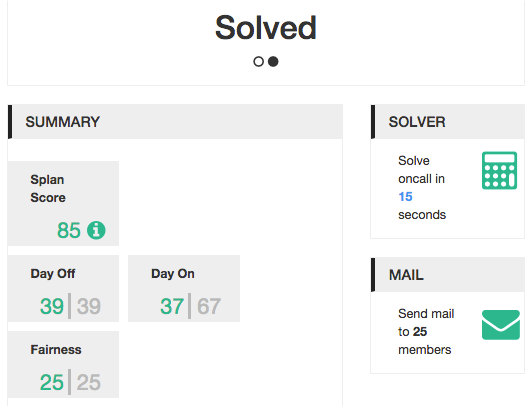 Solved
SUMMARY
Splan
Score
85
Day Off
39|39
Day On
37|67
Fairness
25|25
SOLVER
Solve
oncall in
15
seconds
MAIL
Send mail
to 25
members